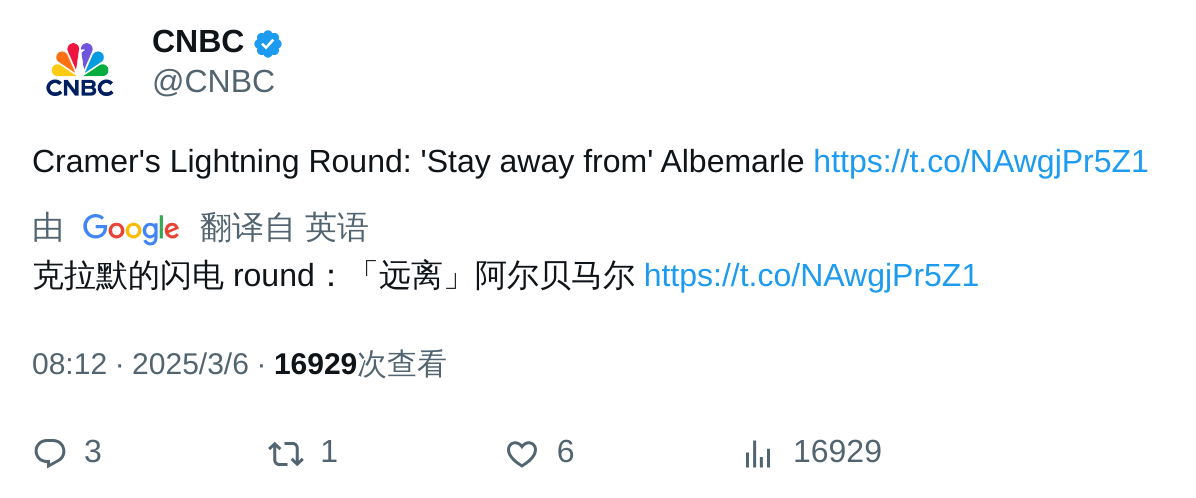 CNBC
CNBC
@CNBC
Cramer's Lightning Round: 'Stay away from' Albemarle https://t.co/NAwgjPr5Z1
由 Google 翻译自 英语
克拉默的闪电 round：「远离」阿尔贝马尔 https://t.co/NAwgjPr5Z1
08:12 · 2025/3/6 · 16929次查看
3 1 6 16929